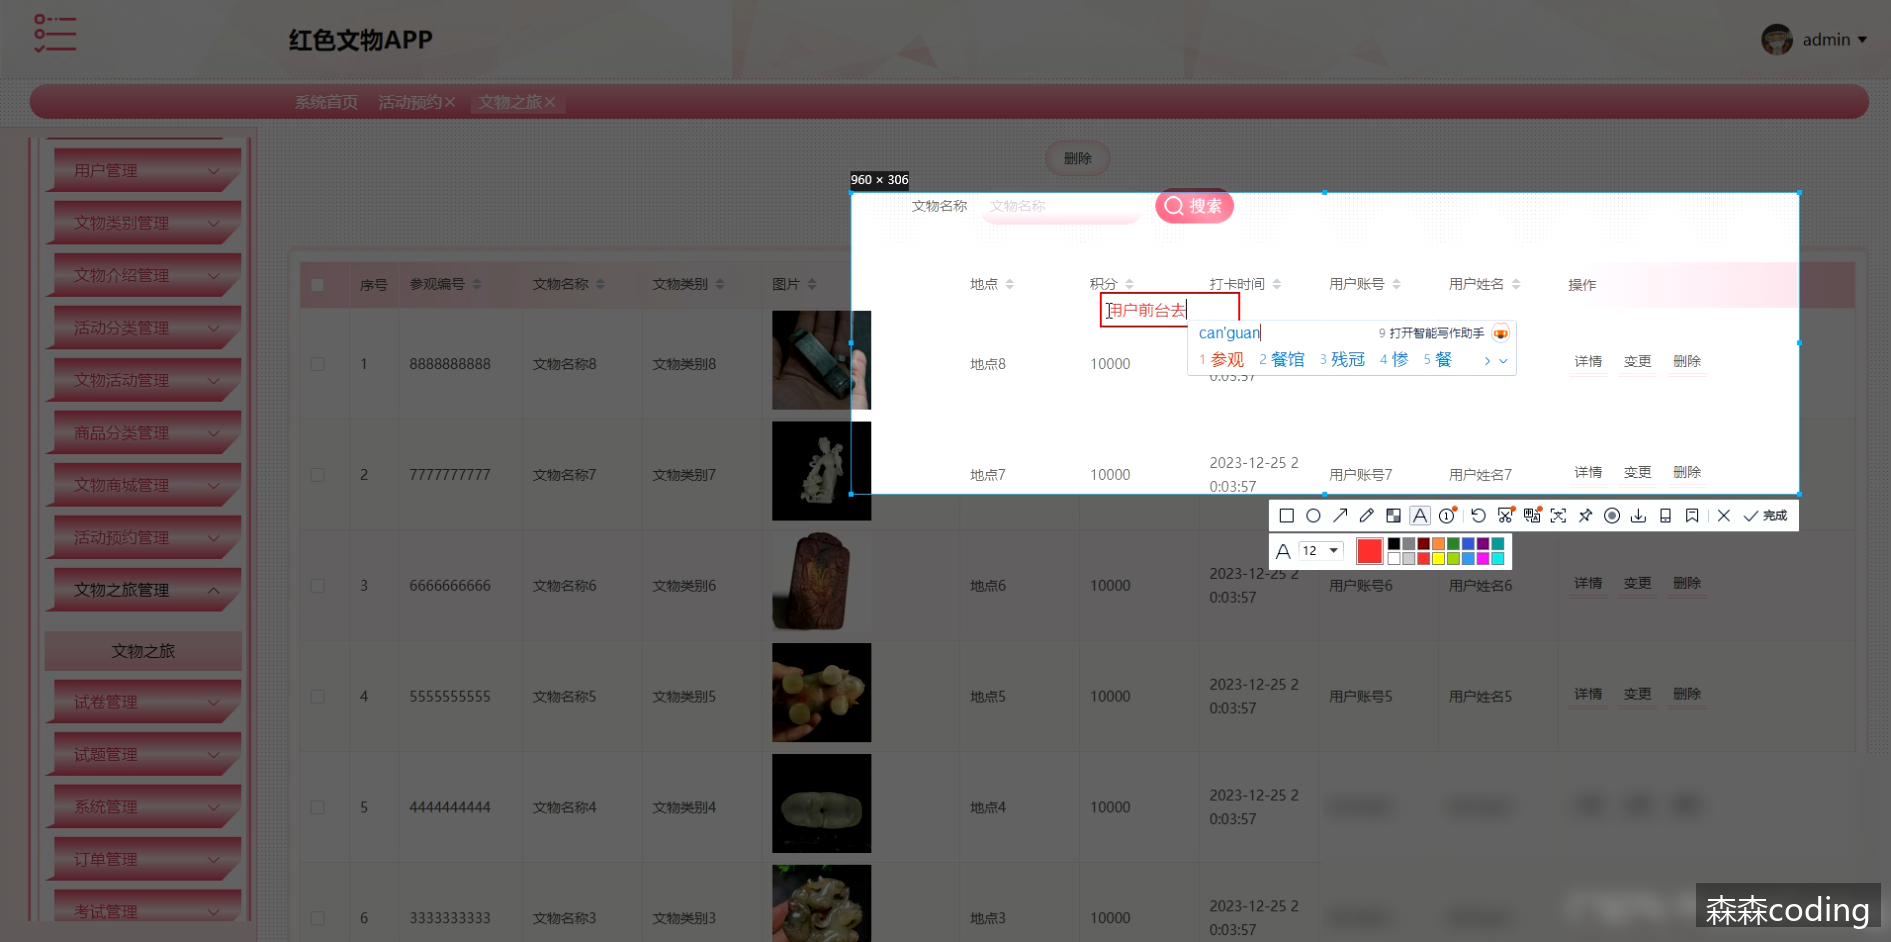 红色文物APP
admin
系统首页 活动预约× 文物之旅×
用户管理
文物类别管理
文物介绍管理
活动分类管理
文物活动管理
商品分类管理
文物商城管理
活动预约管理
文物之旅管理
文物之旅
试卷管理
试题管理
系统管理
订单管理
考试管理
删除
960 × 306
文物名称 文物名称 搜索
序号 参观编号 文物名称 文物类别 图片 地点 积分 打卡时间 用户账号 用户姓名 操作
用户前台去
can'guan 9 打开智能写作助手
1 参观 2 餐馆 3 残冠 4 惨 5 餐
1 8888888888 文物名称8 文物类别8 地点8 10000 详情 变更 删除
0:03:57
2 7777777777 文物名称7 文物类别7 地点7 10000 2023-12-25 2 用户账号7 用户姓名7 详情 变更 删除
0:03:57
完成
A 12
3 6666666666 文物名称6 文物类别6 地点6 10000 2023-12-25 2 用户账号6 用户姓名6 详情 变更 删除
0:03:57
4 5555555555 文物名称5 文物类别5 地点5 10000 2023-12-25 2 用户账号5 用户姓名5 详情 变更 删除
0:03:57
5 4444444444 文物名称4 文物类别4 地点4 10000 2023-12-25 2
0:03:57
6 3333333333 文物名称3 文物类别3 地点3 10000 2023-12-25 2
0:03:57
森森coding